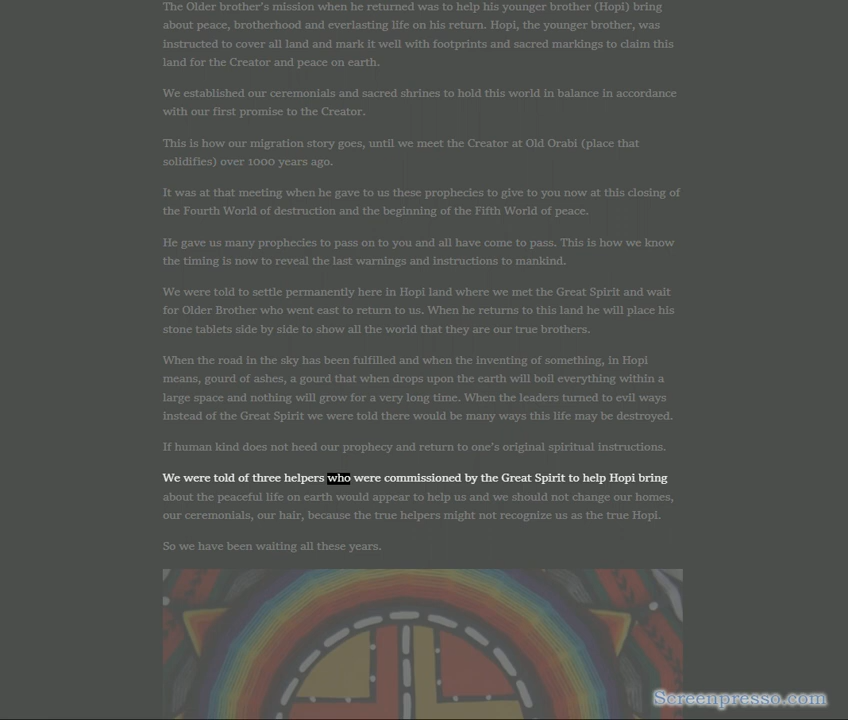 The Older brother's mission when he returned was to help his younger brother (Hopi) bring
about peace, brotherhood and everlasting life on his return. Hopi, the younger brother, was
instructed to cover all land and mark it well with footprints and sacred markings to claim this
land for the Creator and peace on earth.
We established our ceremonials and sacred shrines to hold this world in balance in accordance
with our first promise to the Creator.
This is how our migration story goes, until we meet the Creator at Old Orabi (place that
solidifies) over 1000 years ago.
It was at that meeting when he gave to us these prophecies to give to you now at this closing of
the Fourth World of destruction and the beginning of the Fifth World of peace.
He gave us many prophecies to pass on to you and all have come to pass. This is how we know
the timing is now to reveal the last warnings and instructions to mankind.
We were told to settle permanently here in Hopi land where we met the Great Spirit and wait
for Older Brother who went east to return to us. When he returns to this land he will place his
stone tablets side by side to show all the world that they are our true brothers.
When the road in the sky has been fulfilled and when the inventing of something, in Hopi
means, gourd of ashes, a gourd that when drops upon the earth will boil everything within a
large space and nothing will grow for a very long time. When the leaders turned to evil ways
instead of the Great Spirit we were told there would be many ways this life may be destroyed.
If human kind does not heed our prophecy and return to one's original spiritual instructions.
We were told of three helpers who were commissioned by the Great Spirit to help Hopi bring
about the peaceful life on earth would appear to help us and we should not change our homes,
our ceremonials, our hair, because the true helpers might not recognize us as the true Hopi.
So we have been waiting all these years.
Screenpresso.com